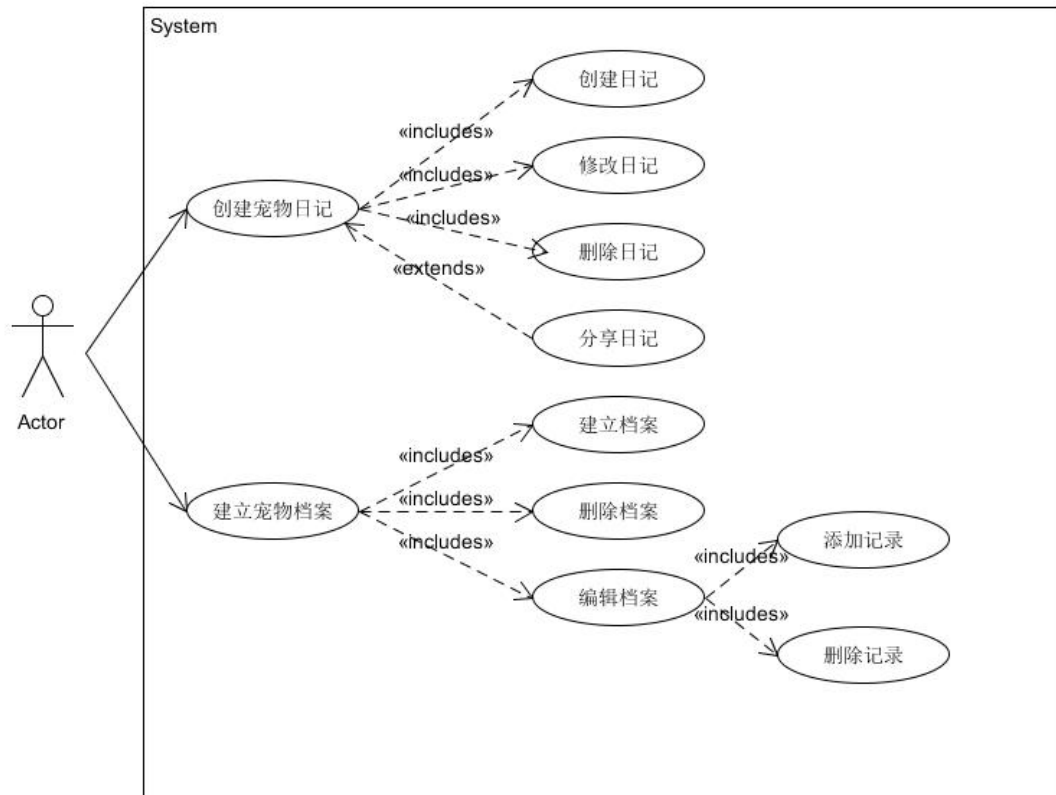 System
创建日记
«includes»
«includes»
修改日记
创建宠物日记
«includes»
删除日记
«extends»
分享日记
Actor
建立档案
«includes»
建立宠物档案
«includes»
删除档案
«includes»
编辑档案
«includes»
添加记录
«includes»
删除记录